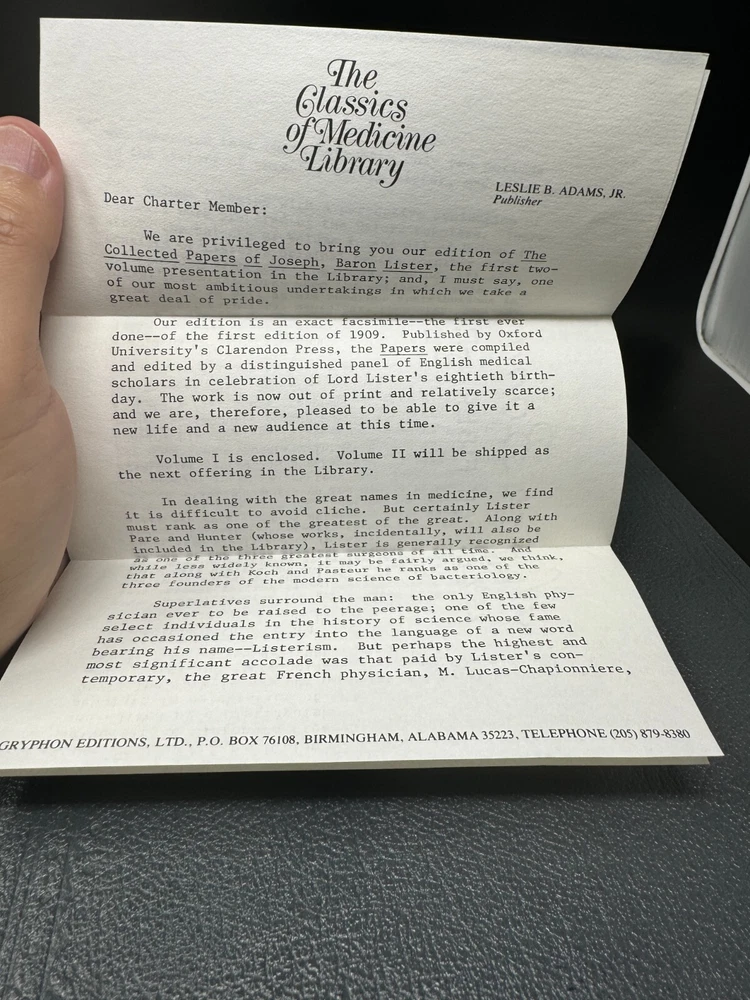 The
Classics
of Medicine
Library
LESLIE B. ADAMS, JR.
Publisher
Dear Charter Member:
We are privileged to bring you our edition of The
Collected Papers of Joseph, Baron Lister, the first two-
volume presentation in the Library; and, I must say, one
of our most ambitious undertakings in which we take a
great deal of pride.
Our edition is an exact facsimile--the first ever
done--of the first edition of 1909. Published by Oxford
University's Clarendon Press, the Papers were compiled
and edited by a distinguished panel of English medical
scholars in celebration of Lord Lister's eightieth birth-
day. The work is now out of print and relatively scarce;
and we are, therefore, pleased to be able to give it a
new life and a new audience at this time.
Volume I is enclosed. Volume II will be shipped as
the next offering in the Library.
In dealing with the great names in medicine, we find
it is difficult to avoid cliche. But certainly Lister
must rank as one of the greatest of the great. Along with
Pare and Hunter (whose works, incidentally, will also be
included in the Library), Lister is generally recognized
as one of the three greatest surgeons of all time. And
while less widely known, it may be fairly argued, we think,
that along with Koch and Pasteur he ranks as one of the
three founders of the modern science of bacteriology.
Superlatives surround the man: the only English phy-
sician ever to be raised to the peerage; one of the few
select individuals in the history of science whose fame
has occasioned the entry into the language of a new word
bearing his name--Listerism. But perhaps the highest and
most significant accolade was that paid by Lister's con-
temporary, the great French physician, M. Lucas-Chapionniere,
GRYPHON EDITIONS, LTD., P.O. BOX 76108, BIRMINGHAM, ALABAMA 35223, TELEPHONE (205) 879-8380